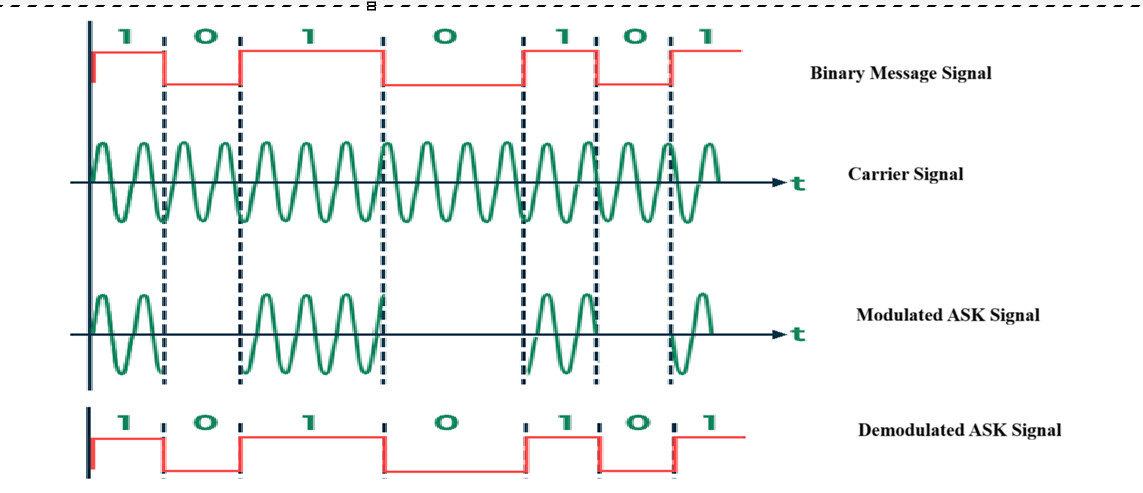 1 0 1 0 1 0 1
Binary Message Signal
Carrier Signal
t
Modulated ASK Signal
t
1 0 1 0 1 0 1
Demodulated ASK Signal